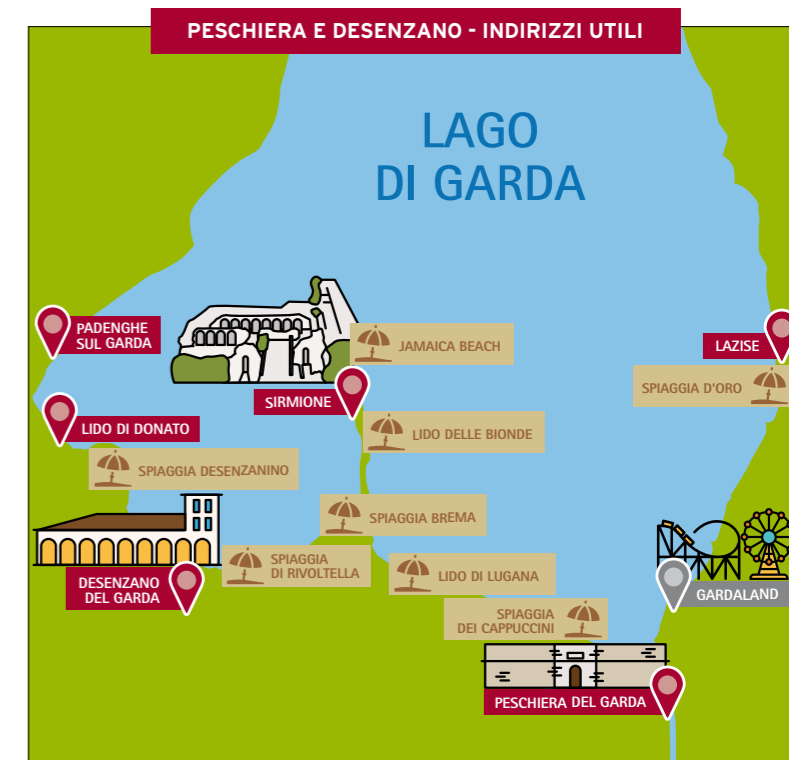 PESCHIERA E DESENZANO - INDIRIZZI UTILI
LAGO
DI GARDA
PADENGHE
SUL GARDA
JAMAICA BEACH
LAZISE
SPIAGGIA D'ORO
SIRMIONE
LIDO DI DONATO
LIDO DELLE BIONDE
SPIAGGIA DESENZANINO
SPIAGGIA BREMA
SPIAGGIA
DI RIVOLTELLA
LIDO DI LUGANA
DESENZANO
DEL GARDA
GARDALAND
SPIAGGIA
DEI CAPPUCCINI
PESCHIERA DEL GARDA